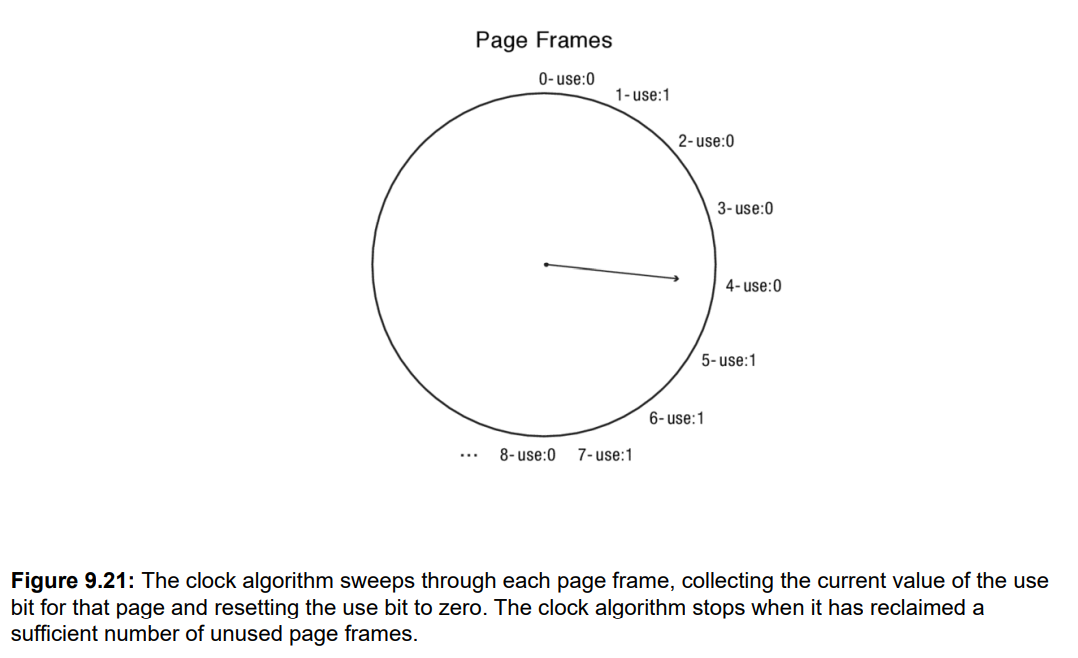 Page Frames
0-use:0
1-use:1
2-use:0
3-use:0
4-use:0
5-use:1
6-use:1
7-use:1
8-use:0
...
Figure 9.21: The clock algorithm sweeps through each page frame, collecting the current value of the use
bit for that page and resetting the use bit to zero. The clock algorithm stops when it has reclaimed a
sufficient number of unused page frames.